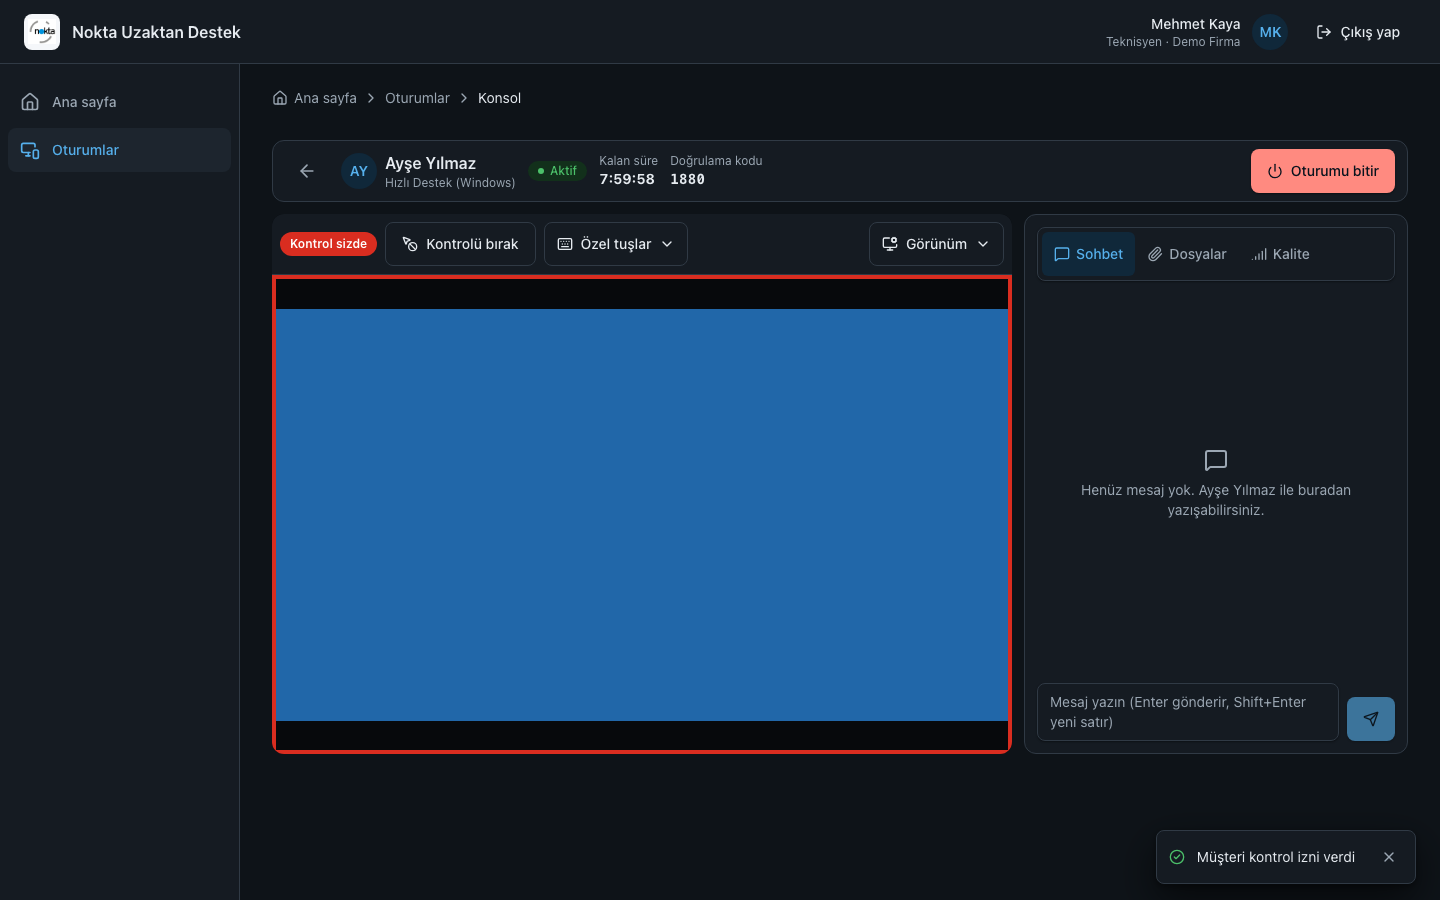 nokta
Nokta Uzaktan Destek
Mehmet Kaya
Teknisyen · Demo Firma
MK
Çıkış yap
Ana sayfa
Oturumlar
Ana sayfa
Oturumlar
Konsol
AY
Ayşe Yılmaz
Hızlı Destek (Windows)
Aktif
Kalan süre
7:59:58
Doğrulama kodu
1880
Oturumu bitir
Kontrol sizde
Kontrolü bırak
Özel tuşlar
Görünüm
Sohbet
Dosyalar
Kalite
Henüz mesaj yok. Ayşe Yılmaz ile buradan
yazışabilirsiniz.
Mesaj yazın (Enter gönderir, Shift+Enter
yeni satır)
Müşteri kontrol izni verdi